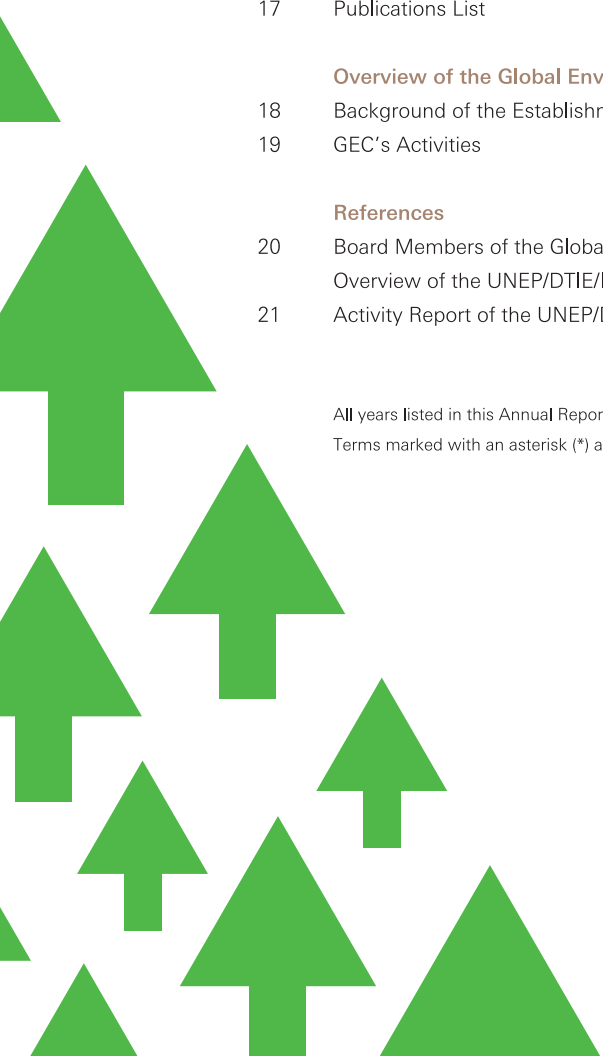 17 Publications List
Overview of the Global Env
18 Background of the Establishm
19 GEC's Activities
References
20 Board Members of the Globa
Overview of the UNEP/DTIE/
21 Activity Report of the UNEP/D
All years listed in this Annual Repor
Terms marked with an asterisk (*) a